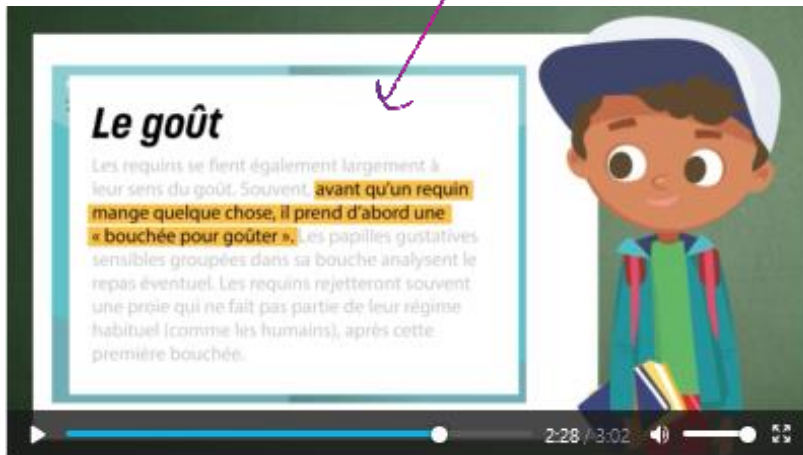 Le goût
Les requins se fient également largement à
leur sens du goût. Souvent, avant qu'un requin
mange quelque chose, il prend d'abord une
« bouchée pour goûter ». Les papilles gustatives
sensibles groupées dans sa bouche analysent le
repas éventuel. Les requins rejetteront souvent
une proie qui ne fait pas partie de leur régime
habituel (comme les humains), après cette
première bouchée.
2:28 / 3:02